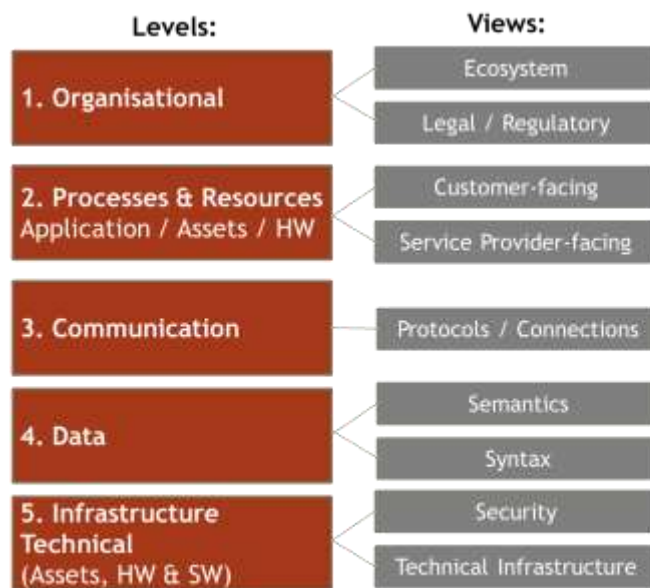 Levels:
Views:
1. Organisational
Ecosystem
Legal / Regulatory
2. Processes & Resources
Application / Assets / HW
Customer-facing
Service Provider-facing
3. Communication
Protocols / Connections
4. Data
Semantics
Syntax
5. Infrastructure
Technical
(Assets, HW & SW)
Security
Technical Infrastructure